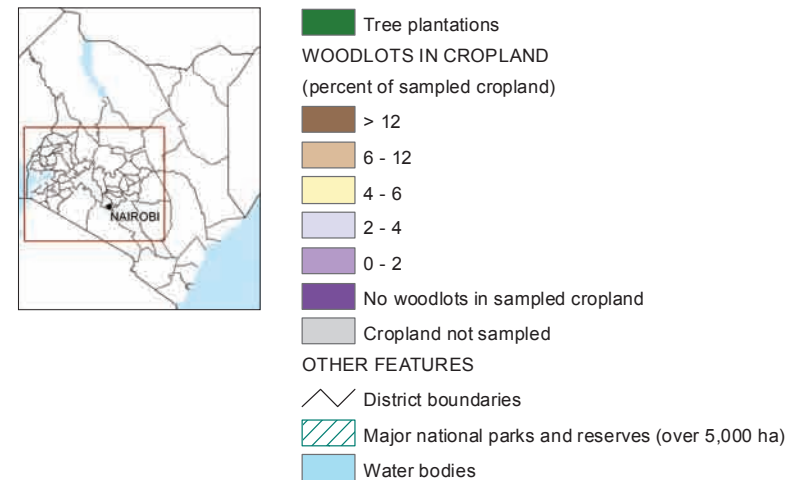 NAIROBI
Tree plantations
WOODLOTS IN CROPLAND
(percent of sampled cropland)
> 12
6 - 12
4 - 6
2 - 4
0 - 2
No woodlots in sampled cropland
Cropland not sampled
OTHER FEATURES
District boundaries
Major national parks and reserves (over 5,000 ha)
Water bodies